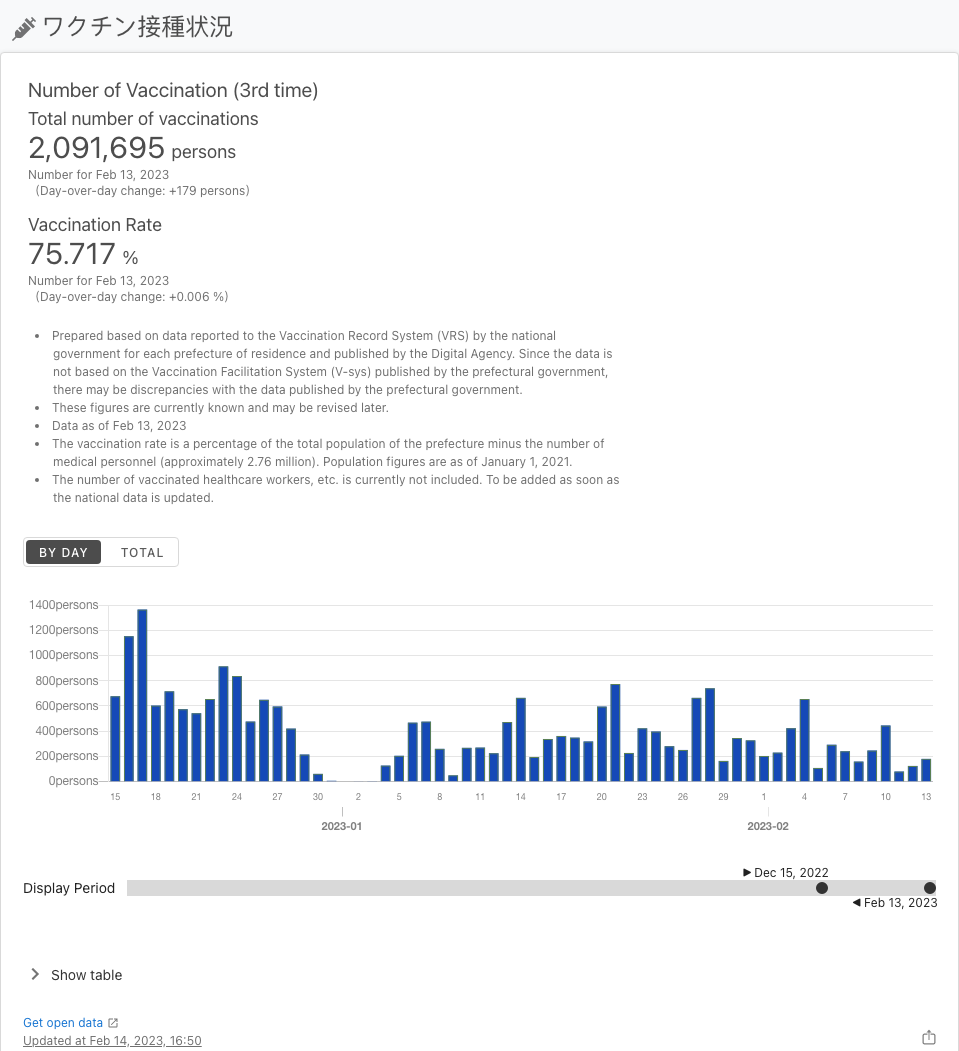 ワクチン接種状況
Number of Vaccination (3rd time)
Total number of vaccinations
2,091,695 persons
Number for Feb 13, 2023
(Day-over-day change: +179 persons)
Vaccination Rate
75.717 %
Number for Feb 13, 2023
(Day-over-day change: +0.006 %)
• Prepared based on data reported to the Vaccination Record System (VRS) by the national
government for each prefecture of residence and published by the Digital Agency. Since the data is
not based on the Vaccination Facilitation System (V-sys) published by the prefectural government,
there may be discrepancies with the data published by the prefectural government.
• These figures are currently known and may be revised later.
• Data as of Feb 13, 2023
• The vaccination rate is a percentage of the total population of the prefecture minus the number of
medical personnel (approximately 2.76 million). Population figures are as of January 1, 2021.
• The number of vaccinated healthcare workers, etc. is currently not included. To be added as soon as
the national data is updated.
BY DAY TOTAL
1400persons
1200persons
1000persons
800persons
600persons
400persons
200persons
0persons
15 18 21 24 27 30 2 5 8 11 14 17 20 23 26 29 1 4 7 10 13
2023-01 2023-02
Dec 15, 2022
Display Period
Feb 13, 2023
Show table
Get open data
Updated at Feb 14, 2023, 16:50